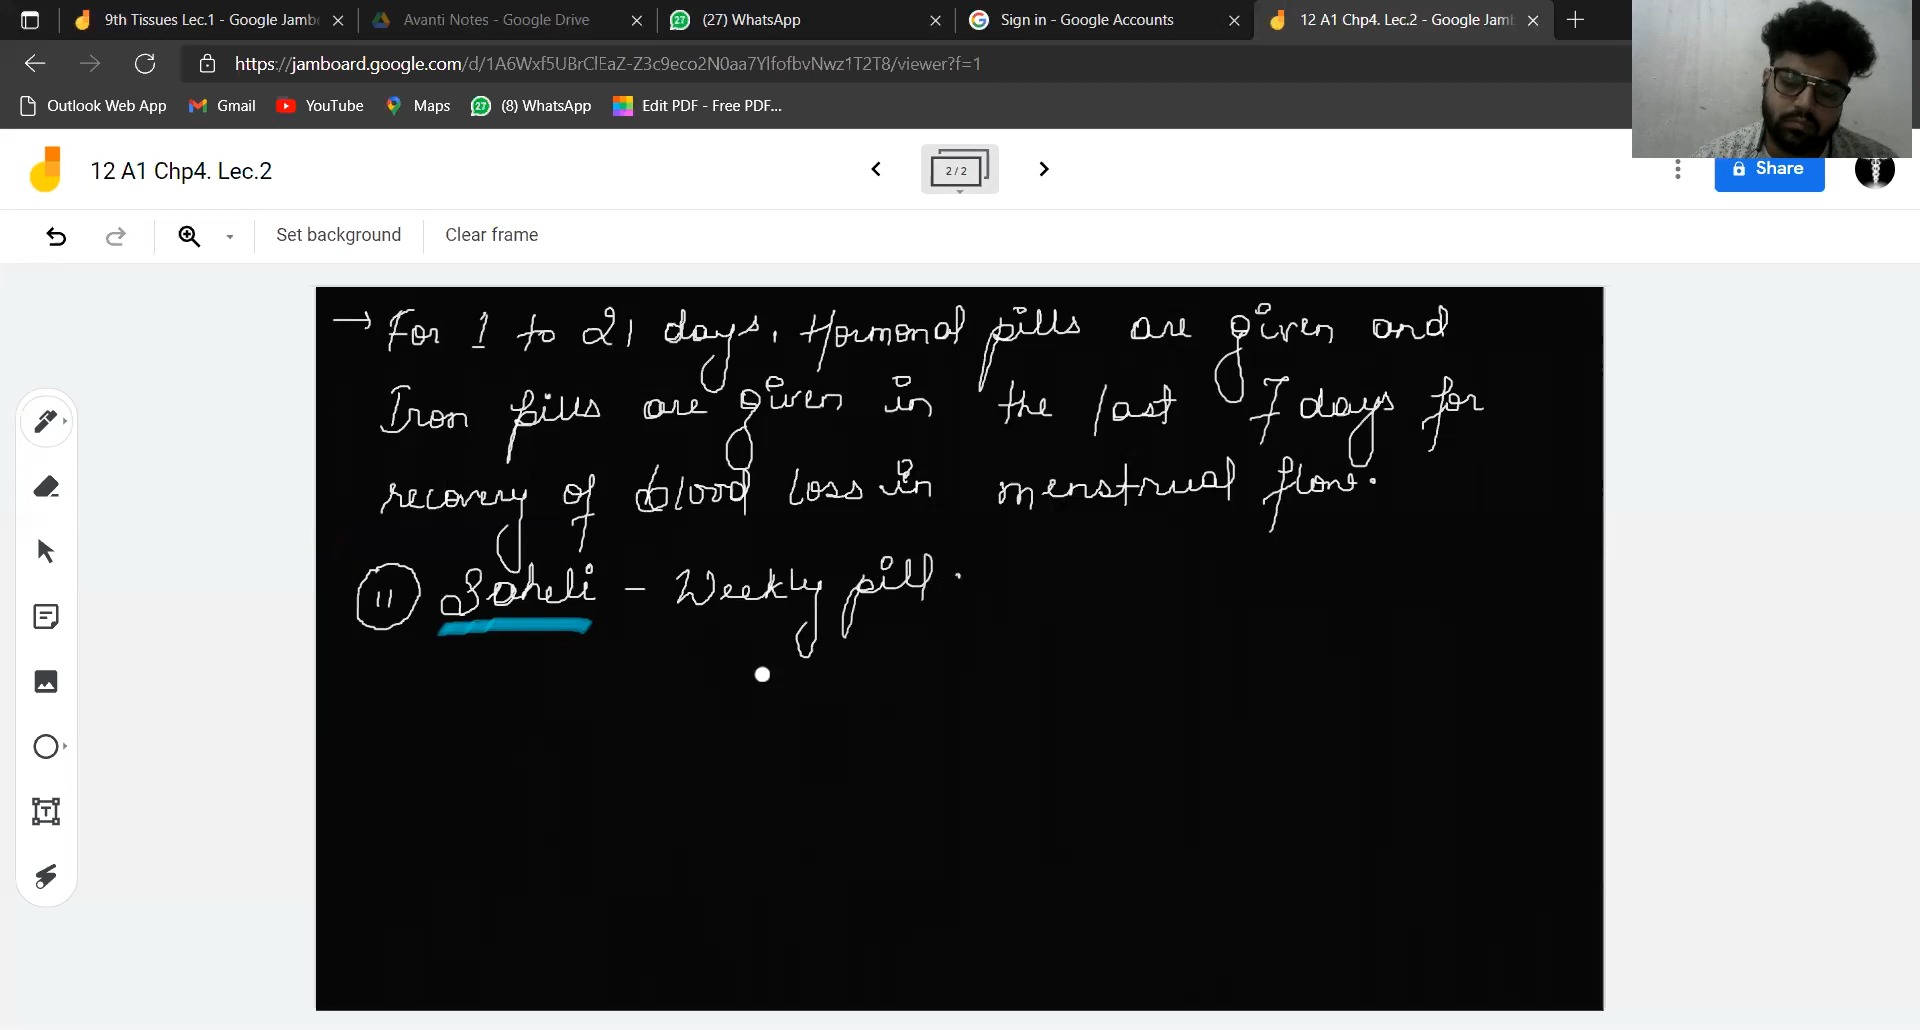 9th Tissues Lec.1 - Google Jamb
Avanti Notes - Google Drive
27 (27) WhatsApp
Sign in - Google Accounts
12 A1 Chp4. Lec.2 - Google Jam
https://jamboard.google.com/d/1A6Wxf5UBrClEaZ-Z3c9eco2N0aa7YlfofbvNwz1T2T8/viewer?f=1
Outlook Web App
Gmail
YouTube
Maps
27 (8) WhatsApp
Edit PDF - Free PDF...
12 A1 Chp4. Lec.2
2 / 2
Share
Set background
Clear frame
→ For 1 to 21 days, Hormonal pills are given and
Iron pills are given in the last 7 days for
recovery of blood loss in menstrual flow.
11 Saheli - Weekly pill.